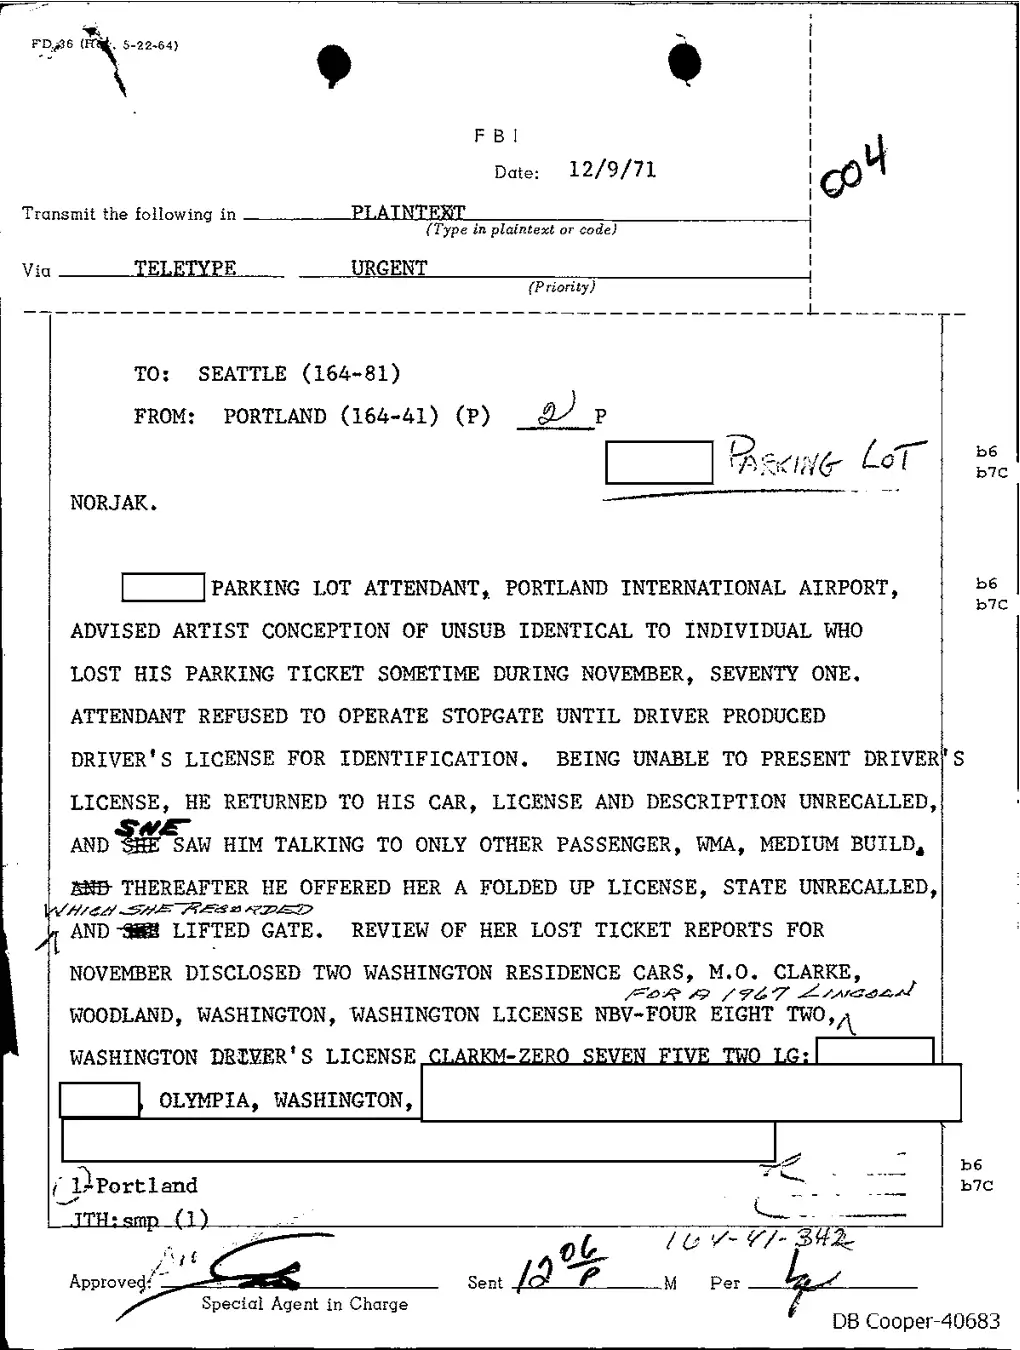 FD-36 (Rev. 5-22-64)
F B I
Date: 12/9/71
004
Transmit the following in PLAINTEXT
(Type in plaintext or code)
Via TELETYPE URGENT
(Priority)
TO: SEATTLE (164-81)
FROM: PORTLAND (164-41) (P) 2 P
PARKING LOT
b6
b7C
NORJAK.
PARKING LOT ATTENDANT, PORTLAND INTERNATIONAL AIRPORT,
b6
b7C
ADVISED ARTIST CONCEPTION OF UNSUB IDENTICAL TO INDIVIDUAL WHO
LOST HIS PARKING TICKET SOMETIME DURING NOVEMBER, SEVENTY ONE.
ATTENDANT REFUSED TO OPERATE STOPGATE UNTIL DRIVER PRODUCED
DRIVER'S LICENSE FOR IDENTIFICATION. BEING UNABLE TO PRESENT DRIVER'S
LICENSE, HE RETURNED TO HIS CAR, LICENSE AND DESCRIPTION UNRECALLED,
SHE
AND SHE SAW HIM TALKING TO ONLY OTHER PASSENGER, WMA, MEDIUM BUILD.
AND THEREAFTER HE OFFERED HER A FOLDED UP LICENSE, STATE UNRECALLED,
WHICH SHE RECORDED
AND LIFTED GATE. REVIEW OF HER LOST TICKET REPORTS FOR
NOVEMBER DISCLOSED TWO WASHINGTON RESIDENCE CARS, M.O. CLARKE,
FOR A 1967 LINCOLN
WOODLAND, WASHINGTON, WASHINGTON LICENSE NBV-FOUR EIGHT TWO,
WASHINGTON DRIVER'S LICENSE CLARKM-ZERO SEVEN FIVE TWO LG:
, OLYMPIA, WASHINGTON,
b6
b7C
1-Portland
JTH:smp (1)
164-41-342
Approved: Sent 12 06 P M Per
Special Agent in Charge
DB Cooper-40683